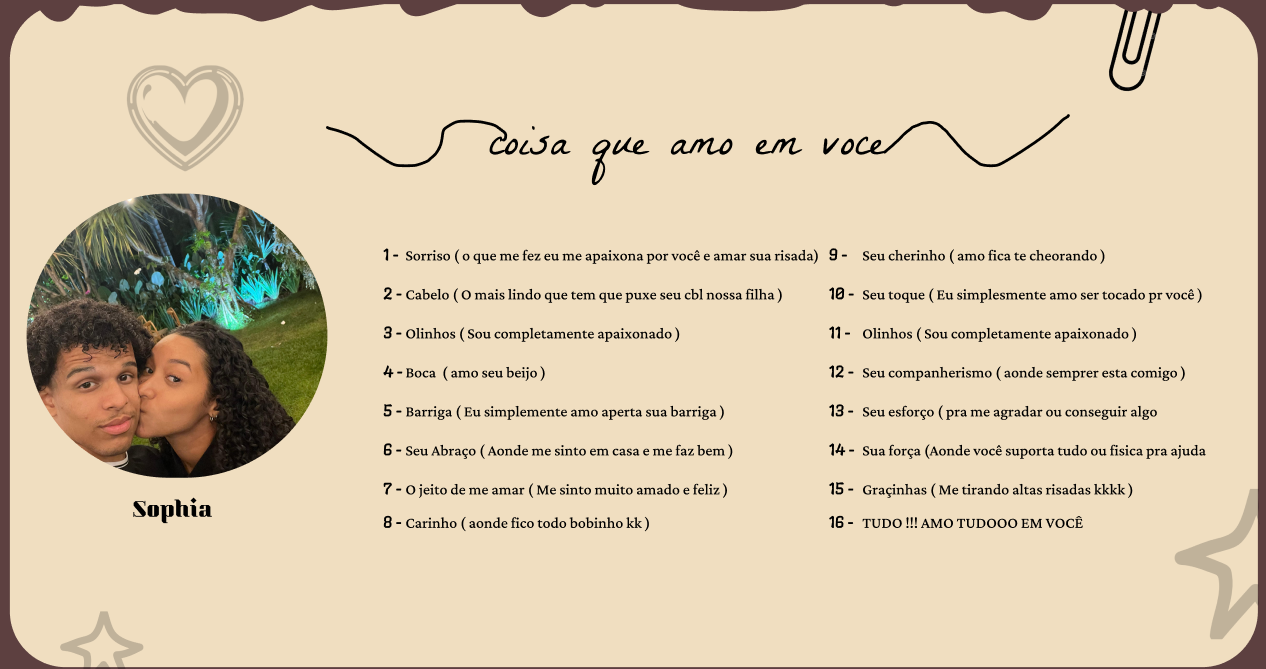 coisa que amo em voce
1 - Sorriso ( o que me fez eu me apaixona por você e amar sua risada)
2 - Cabelo ( O mais lindo que tem que puxe seu cbl nossa filha )
3 - Olinhos ( Sou completamente apaixonado )
4 - Boca ( amo seu beijo )
5 - Barriga ( Eu simplemente amo aperta sua barriga )
6 - Seu Abraço ( Aonde me sinto em casa e me faz bem )
7 - O jeito de me amar ( Me sinto muito amado e feliz )
8 - Carinho ( aonde fico todo bobinho kk )
9 - Seu cherinho ( amo fica te cheorando )
10 - Seu toque ( Eu simplesmente amo ser tocado pr você )
11 - Olinhos ( Sou completamente apaixonado )
12 - Seu companherismo ( aonde semprer esta comigo )
13 - Seu esforço ( pra me agradar ou conseguir algo
14 - Sua força (Aonde você suporta tudo ou fisica pra ajuda
15 - Graçinhas ( Me tirando altas risadas kkkk )
16 - TUDO !!! AMO TUDOOO EM VOCÊ
Sophia